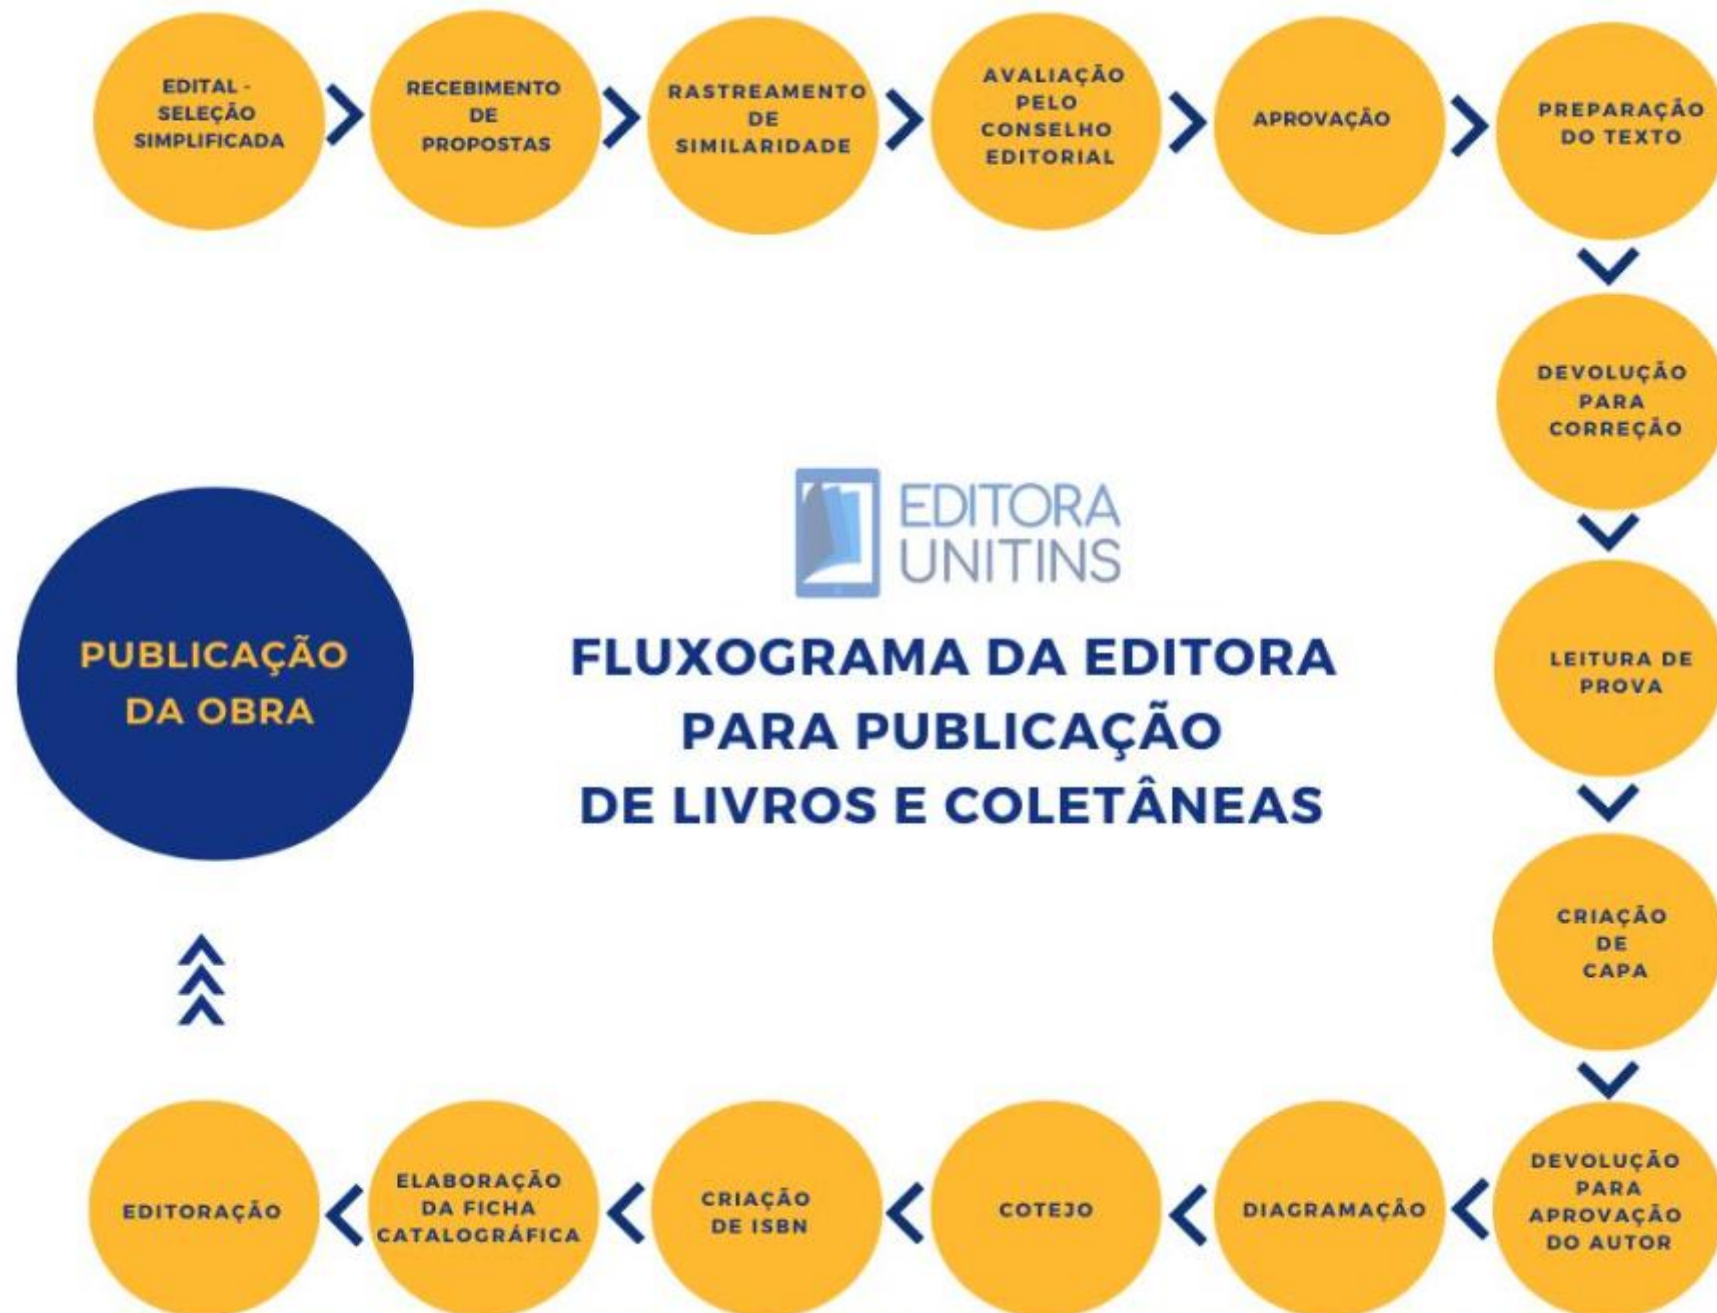 EDITAL -
SELEÇÃO
SIMPLIFICADA
RECEBIMENTO
DE
PROPOSTAS
RASTREAMENTO
DE
SIMILARIDADE
AVALIAÇÃO
PELO
CONSELHO
EDITORIAL
APROVAÇÃO
PREPARAÇÃO
DO TEXTO
DEVOLUÇÃO
PARA
CORREÇÃO
LEITURA DE
PROVA
CRIAÇÃO
DE
CAPA
DEVOLUÇÃO
PARA
APROVAÇÃO
DO AUTOR
DIAGRAMAÇÃO
COTEJO
CRIAÇÃO
DE ISBN
ELABORAÇÃO
DA FICHA
CATALOGRÁFICA
EDITORAÇÃO
PUBLICAÇÃO
DA OBRA
EDITORA
UNITINS
FLUXOGRAMA DA EDITORA
PARA PUBLICAÇÃO
DE LIVROS E COLETÂNEAS